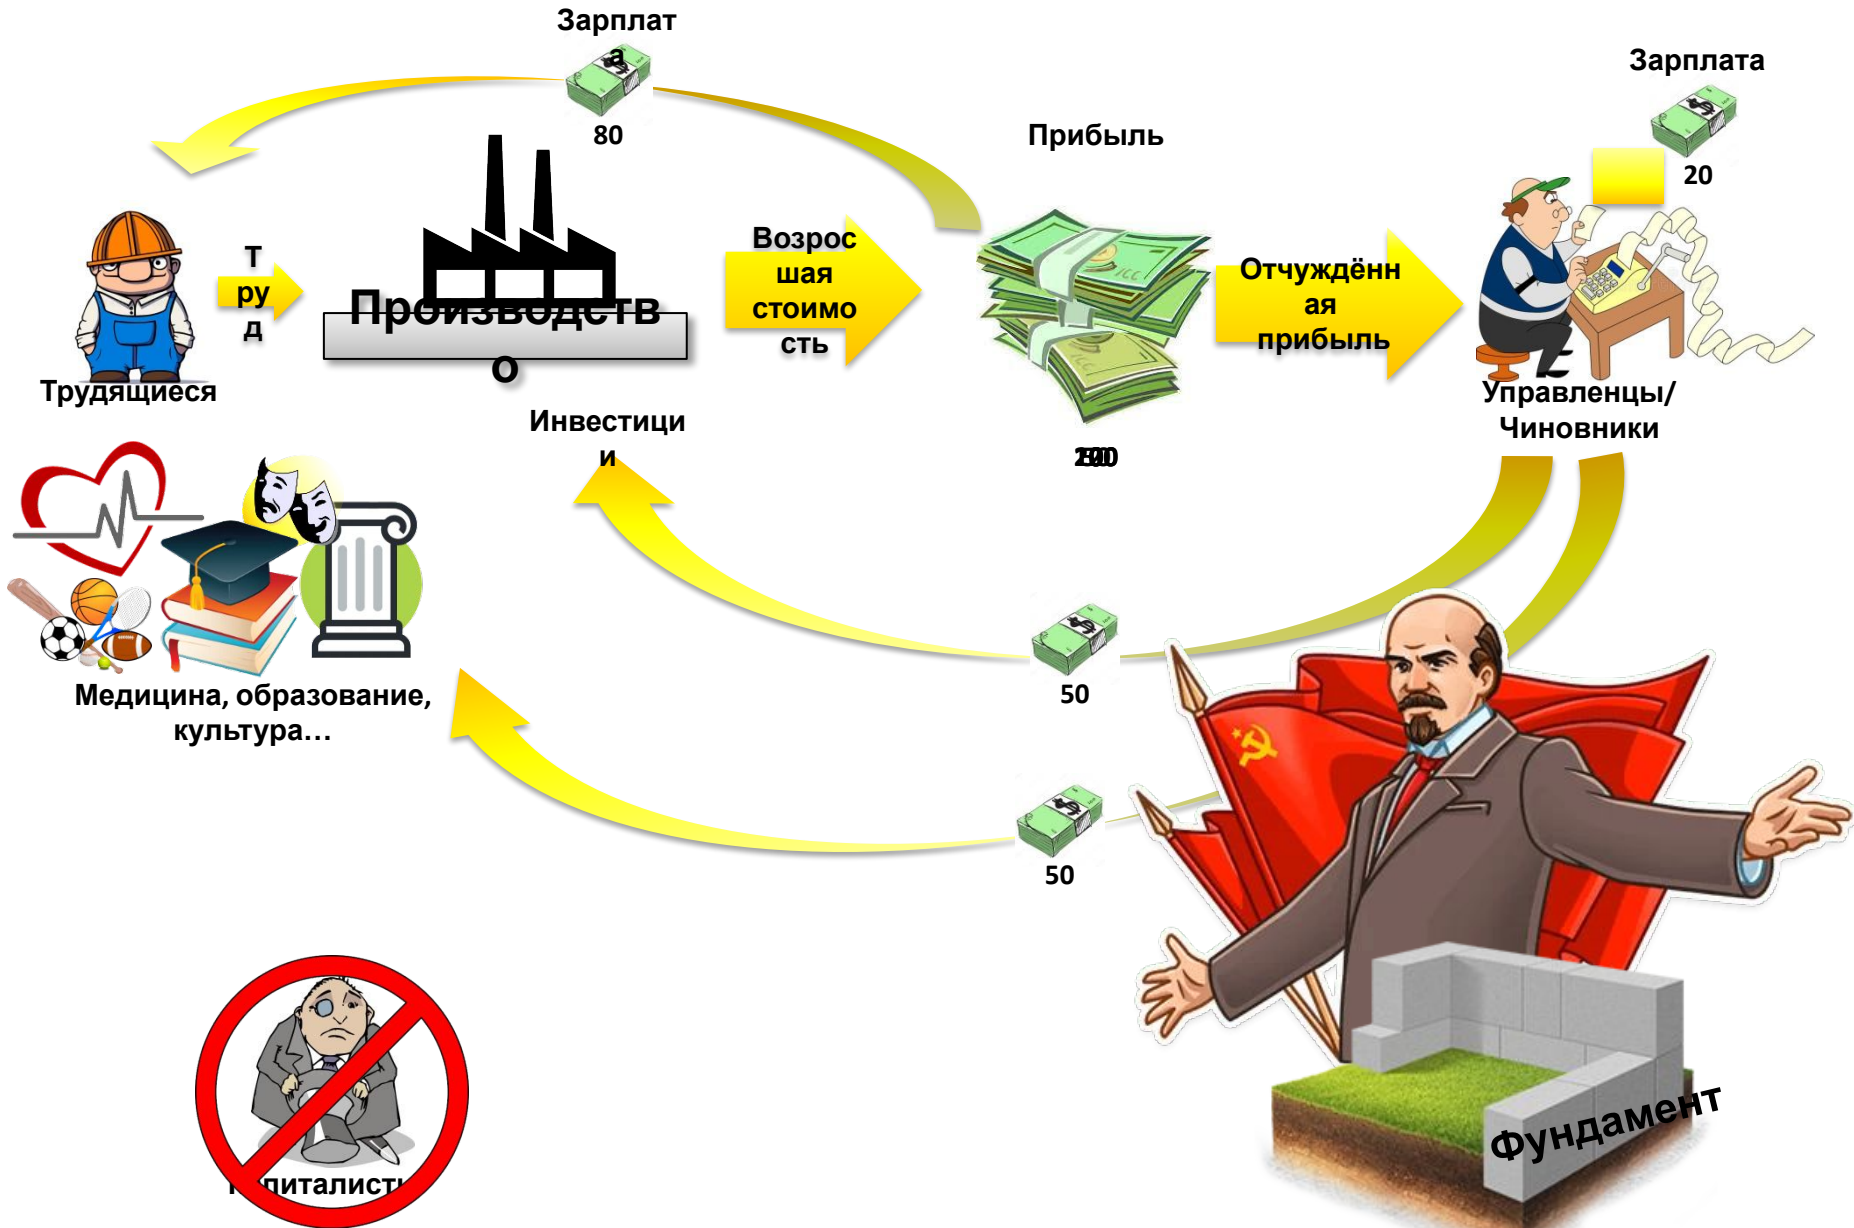 Зарплат
а
80
Зарплата
20
Прибыль
Т
ру
д
Производств
о
Возрос
шая
стоимо
сть
Отчуждённ
ая
прибыль
Трудящиеся
Управленцы/
Чиновники
Инвестици
и
50
Медицина, образование,
культура...
50
Фундамент